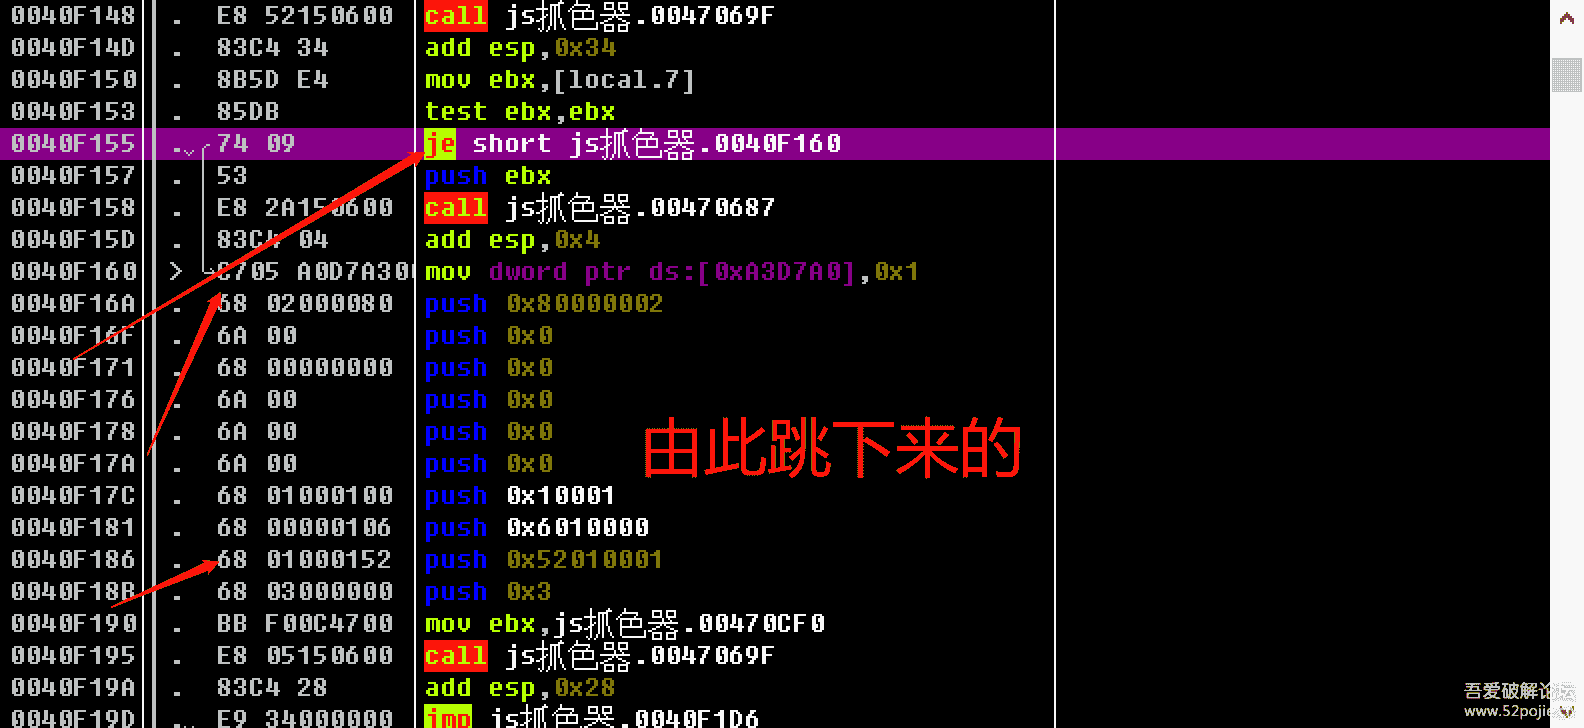 0040F148 . E8 52150600 call js抓色器.0047069F
0040F14D . 83C4 34 add esp,0x34
0040F150 . 8B5D E4 mov ebx,[local.7]
0040F153 . 85DB test ebx,ebx
0040F155 . 74 09 je short js抓色器.0040F160
0040F157 . 53 push ebx
0040F158 . E8 2A150600 call js抓色器.00470687
0040F15D . 83C4 04 add esp,0x4
0040F160 > C705 A0D7A300 mov dword ptr ds:[0xA3D7A0],0x1
0040F16A . 68 02000080 push 0x80000002
0040F16F . 6A 00 push 0x0
0040F171 . 68 00000000 push 0x0
0040F176 . 6A 00 push 0x0
0040F178 . 6A 00 push 0x0
0040F17A . 6A 00 push 0x0
由此跳下来的
0040F17C . 68 01000100 push 0x10001
0040F181 . 68 00000106 push 0x6010000
0040F186 . 68 01000152 push 0x52010001
0040F18B . 68 03000000 push 0x3
0040F190 . BB F00C4700 mov ebx,js抓色器.00470CF0
0040F195 . E8 05150600 call js抓色器.0047069F
0040F19A . 83C4 28 add esp,0x28
0040F19D . E9 34000000 jmp js抓色器.0040F1D6
吾爱破解论坛
www.52pojie